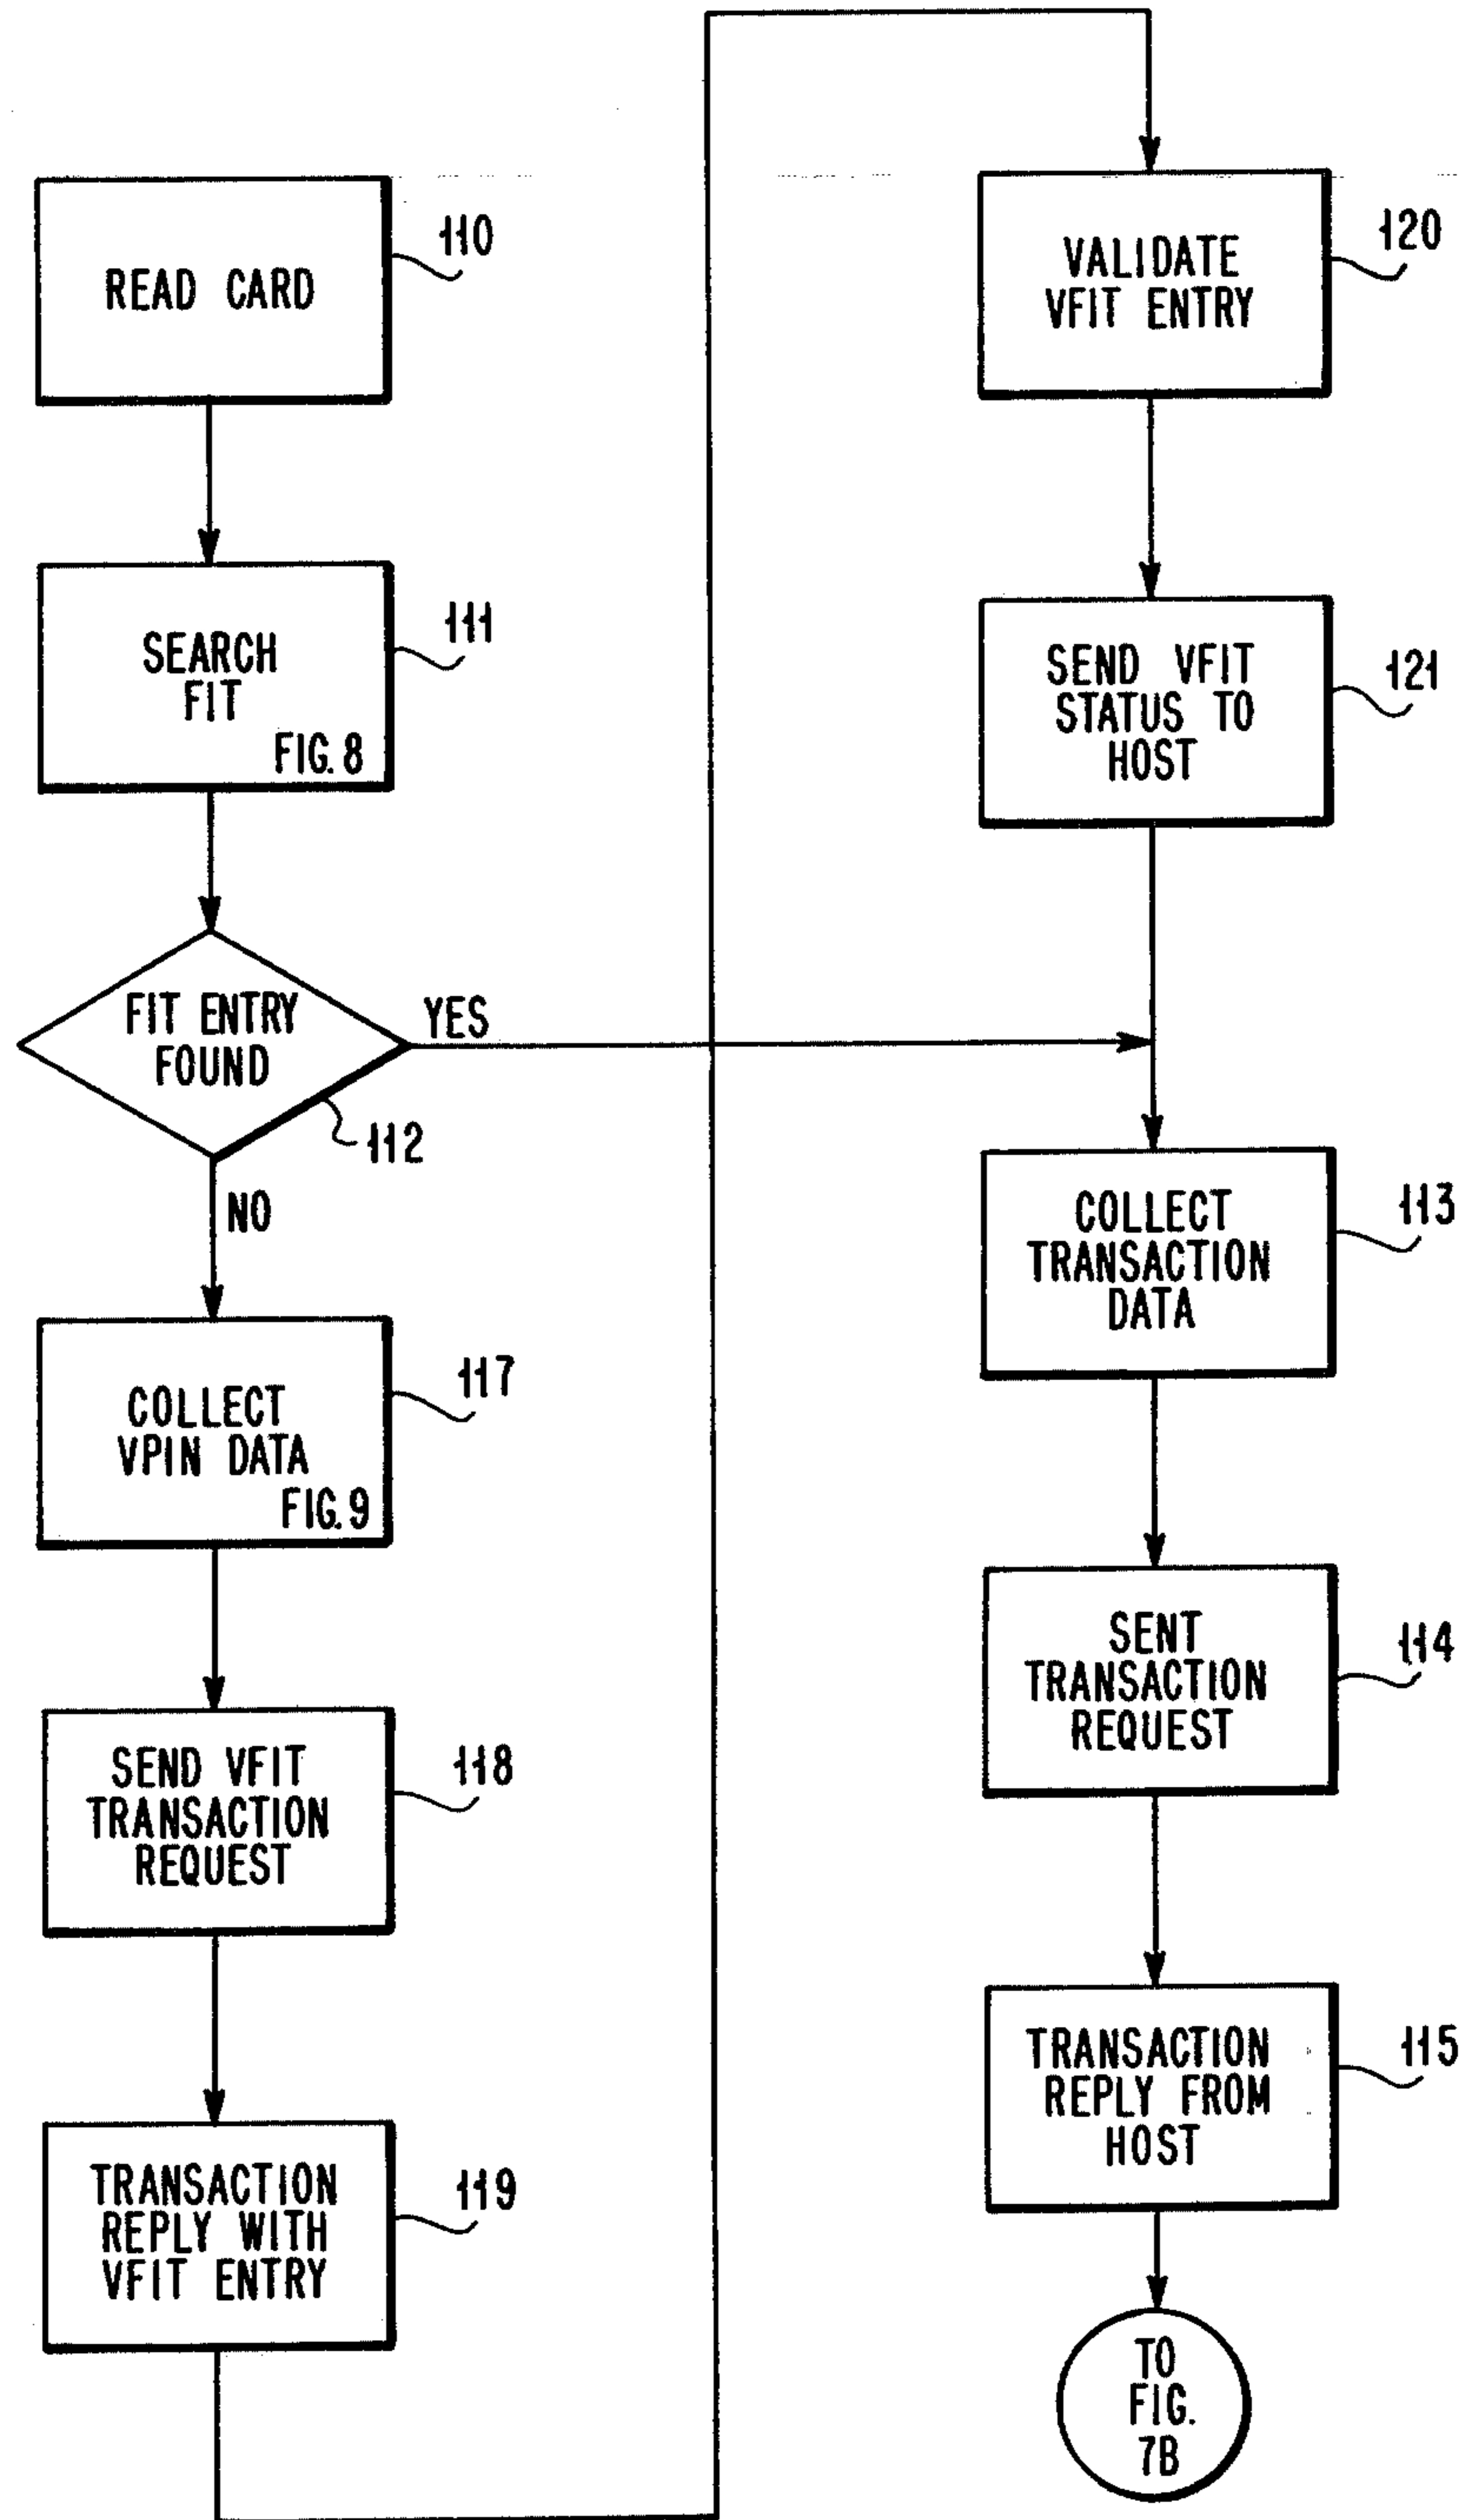 READ CARD
110
SEARCH
FIT
FIG. 8
111
FIT ENTRY
FOUND
YES
112
NO
COLLECT
VPIN DATA
FIG. 9
117
SEND VFIT
TRANSACTION
REQUEST
118
TRANSACTION
REPLY WITH
VFIT ENTRY
119
VALIDATE
VFIT ENTRY
120
SEND VFIT
STATUS TO
HOST
121
COLLECT
TRANSACTION
DATA
113
SENT
TRANSACTION
REQUEST
114
TRANSACTION
REPLY FROM
HOST
115
TO
FIG.
7B